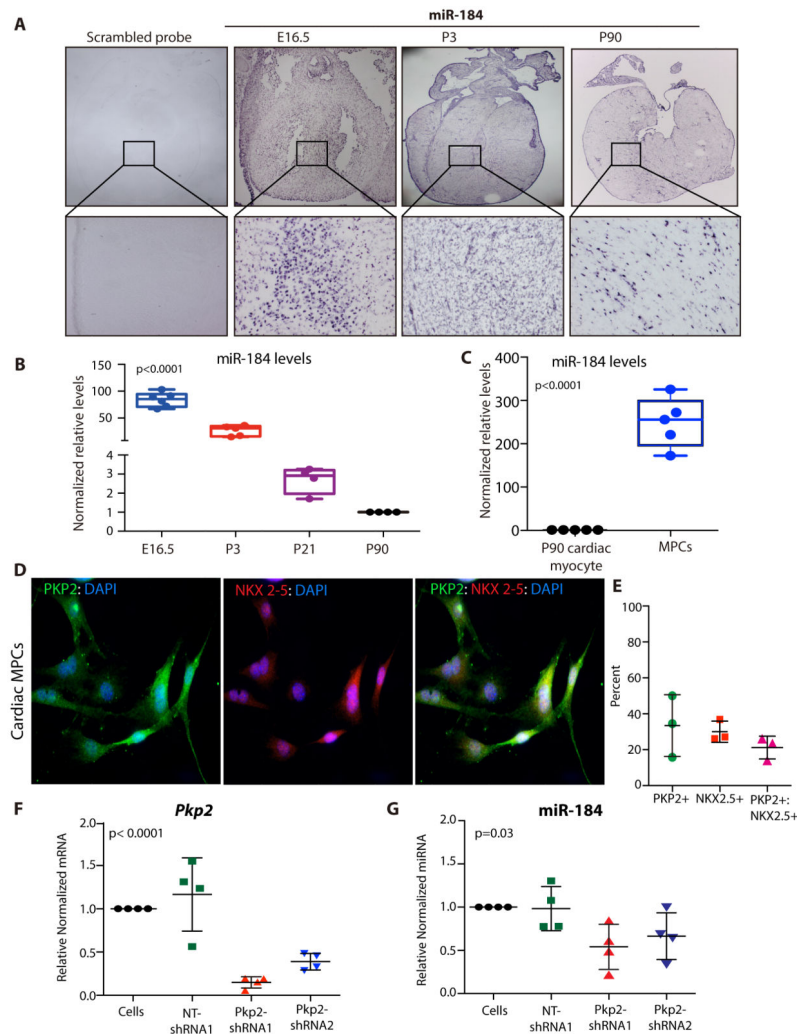 miR-184
A
Scrambled probe
E16.5
P3
P90
B
miR-184 levels
p<0.0001
Normalized relative levels
150
100
50
4
3
2
1
0
E16.5
P3
P21
P90
C
miR-184 levels
p<0.0001
Normalized relative levels
400
300
200
100
0
P90 cardiac
myocyte
MPCs
D
Cardiac MPCs
PKP2: DAPI
NKX 2-5: DAPI
PKP2: NKX 2-5: DAPI
E
Percent
100
80
60
40
20
0
PKP2+
NKX2.5+
PKP2+:
NKX2.5+
F
Pkp2
p< 0.0001
Relative Normalized mRNA
2.0
1.5
1.0
0.5
0.0
Cells
NT-
shRNA1
Pkp2-
shRNA1
Pkp2-
shRNA2
G
miR-184
p=0.03
Relative Normalized miRNA
2.0
1.5
1.0
0.5
0.0
Cells
NT-
shRNA1
Pkp2-
shRNA1
Pkp2-
shRNA2